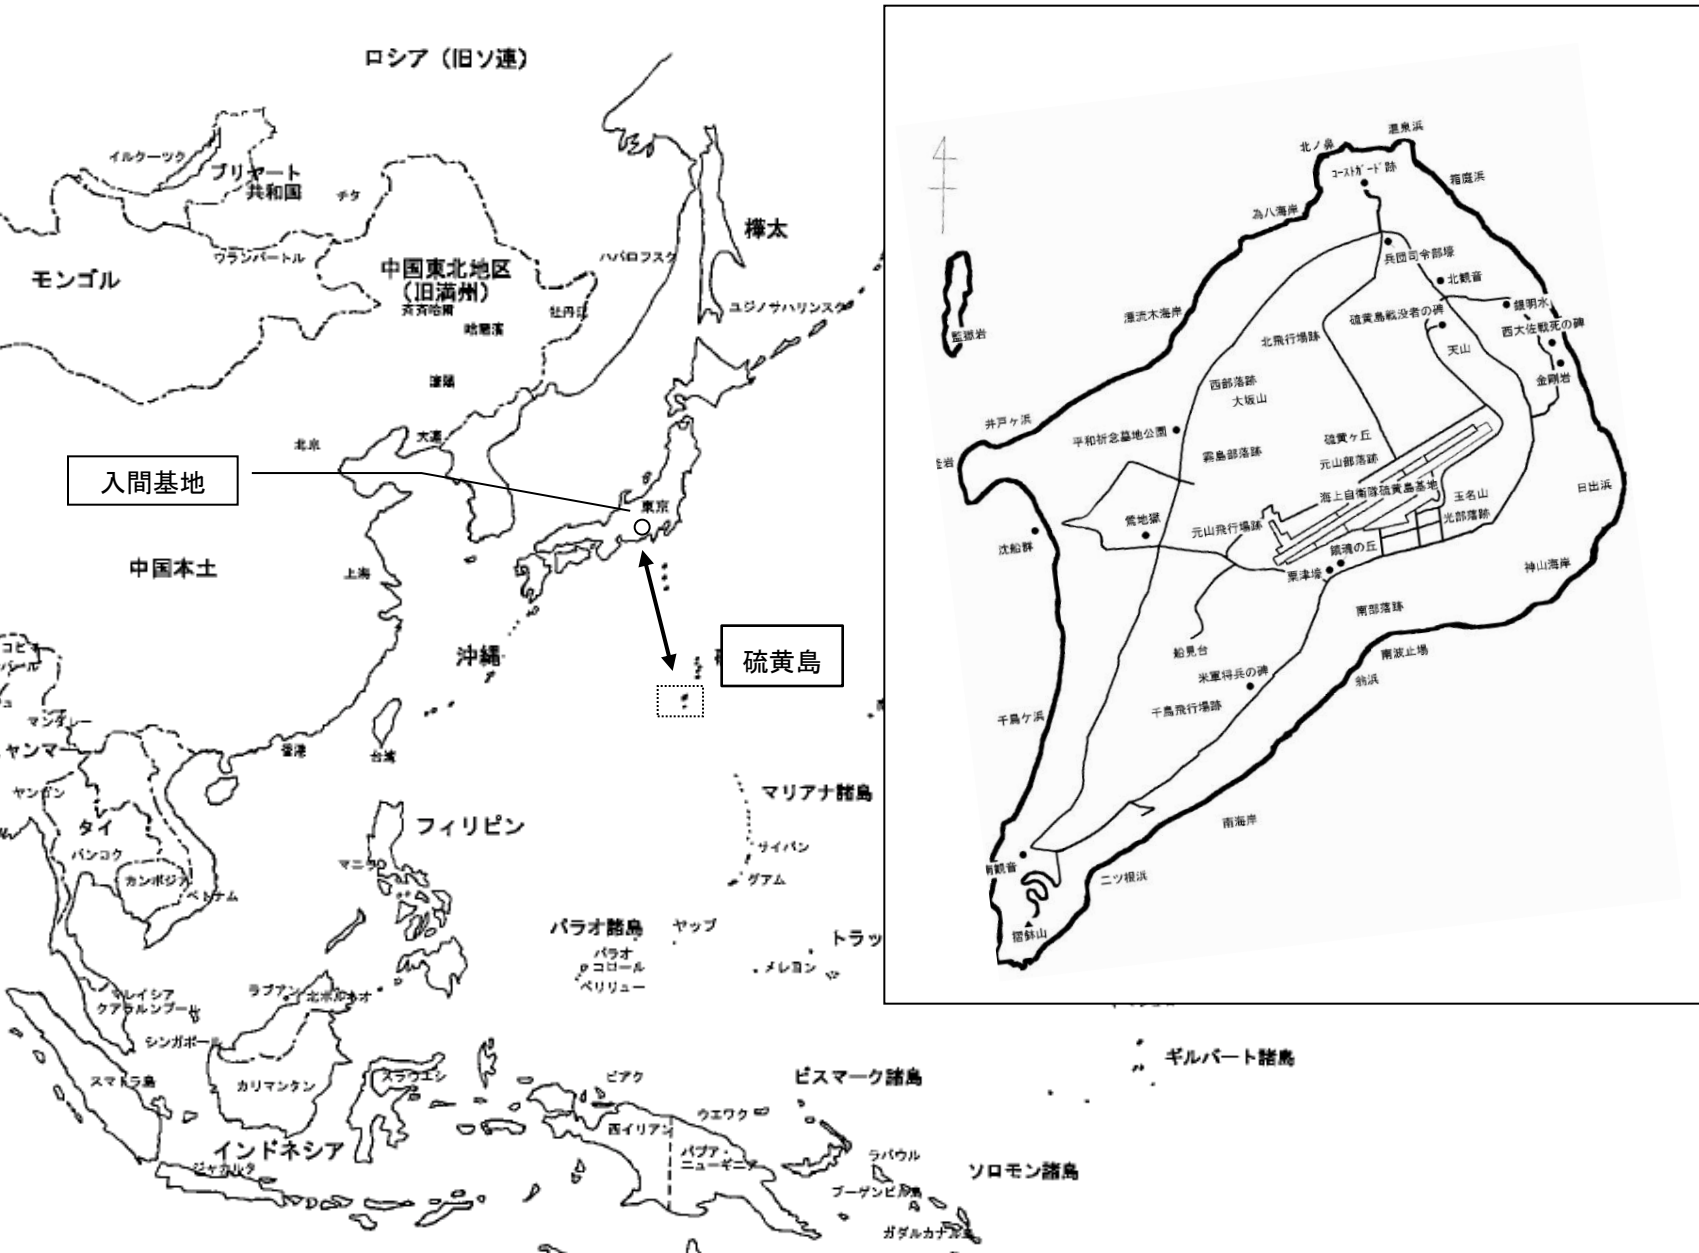 ロシア（旧ソ連）
イルクーツク
ブリヤート
共和国
チタ
樺太
モンゴル
ウランバートル
中国東北地区
（旧満州）
斉斉哈爾
哈爾濱
牡丹江
ハバロフスク
ユジノサハリンスク
瀋陽
北京
大連
入間基地
東京
中国本土
上海
沖縄
硫黄島
マンダレー
ヤンマー
香港
台湾
ヤンゴン
タイ
バンコク
カンボジア
ベトナム
フィリピン
マニラ
マリアナ諸島
サイパン
グアム
パラオ諸島
ヤップ
トラッ
パラオ
コロール
ペリリュー
メレヨン
マレイシア
クアラルンプール
ラブアン
北ボルネオ
シンガポール
スマトラ島
カリマンタン
スラウエシ
ビアク
ビスマーク諸島
ギルバート諸島
ウエワク
西イリアン
パプア・
ニューギニア
インドネシア
ジャカルタ
ラバウル
ソロモン諸島
ブーゲンビル島
ガダルカナル島
温泉浜
北ノ鼻
コーストガード跡
箱庭浜
為八海岸
兵団司令部壕
北観音
銀明水
漂流木海岸
硫黄島戦没者の碑
西大佐戦死の碑
監獄岩
北飛行場跡
天山
金剛岩
西部落跡
大坂山
井戸ヶ浜
平和祈念墓地公園
硫黄ヶ丘
釜岩
霧島部落跡
元山部落跡
海上自衛隊硫黄島基地
玉名山
日出浜
沈船群
鶯地獄
元山飛行場跡
光部落跡
鎮魂の丘
粟津壕
神山海岸
南部落跡
船見台
南波止場
米軍将兵の碑
翁浜
千鳥ケ浜
千鳥飛行場跡
南海岸
南観音
二ツ根浜
摺鉢山